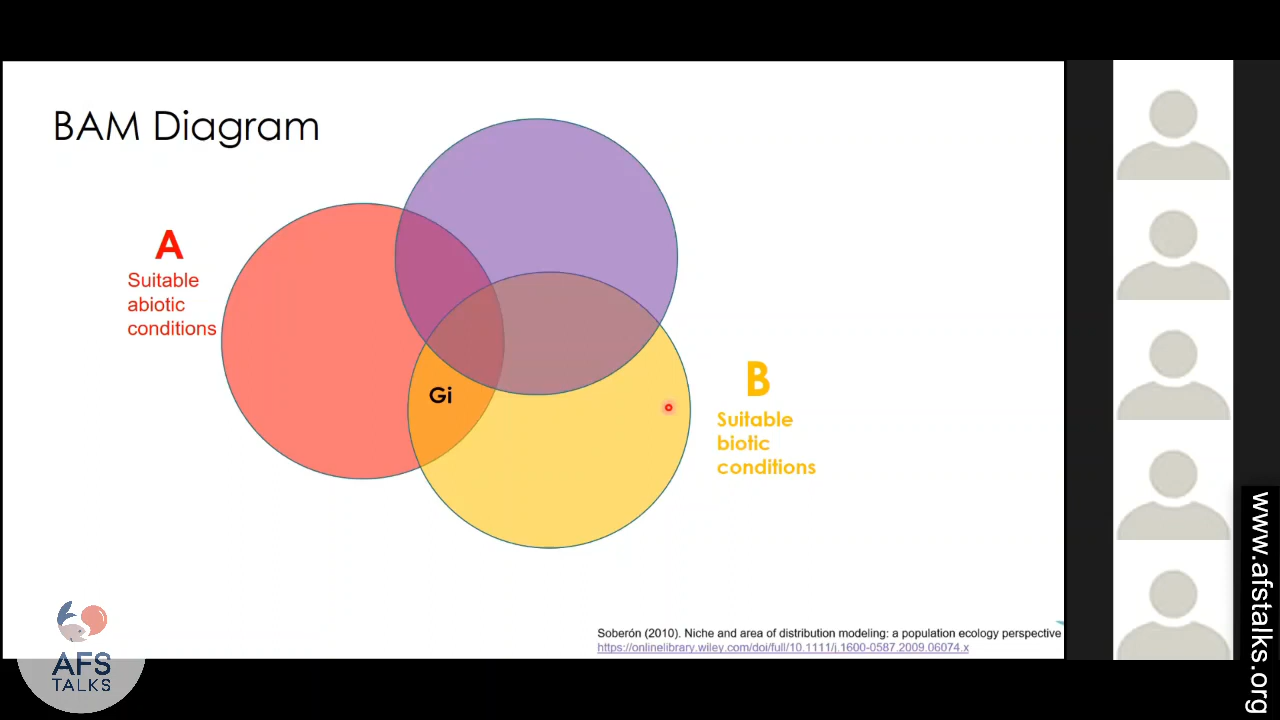 BAM Diagram
A
Suitable
abiotic
conditions
Gi
B
Suitable
biotic
conditions
Soberón (2010). Niche and area of distribution modeling: a population ecology perspective
https://onlinelibrary.wiley.com/doi/full/10.1111/j.1600-0587.2009.06074.x
AFS
TALKS
www.afstalks.org